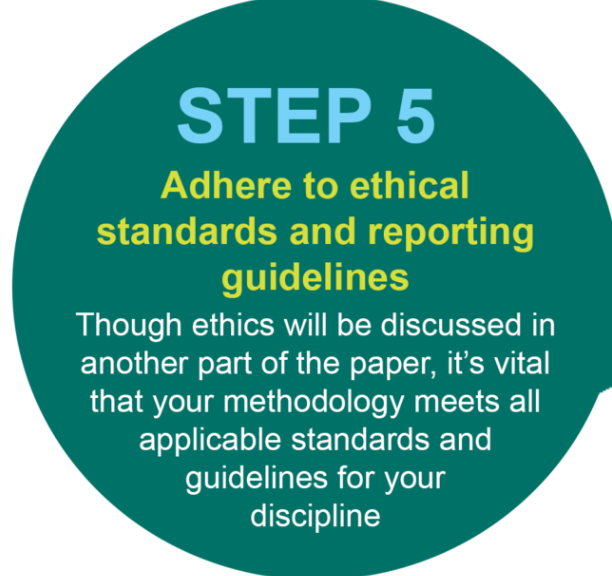 STEP 5
Adhere to ethical
standards and reporting
guidelines
Though ethics will be discussed in
another part of the paper, it’s vital
that your methodology meets all
applicable standards and
guidelines for your
discipline